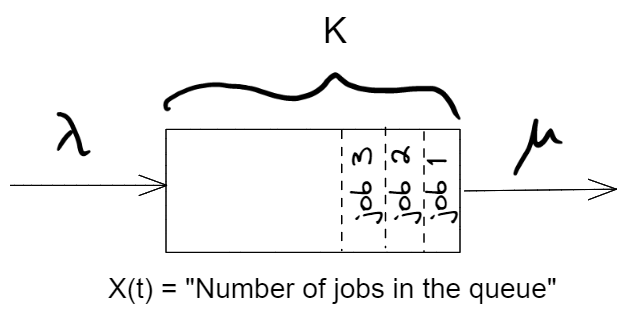 K
λ
μ
job 3
job 2
job 1
X(t) = "Number of jobs in the queue"